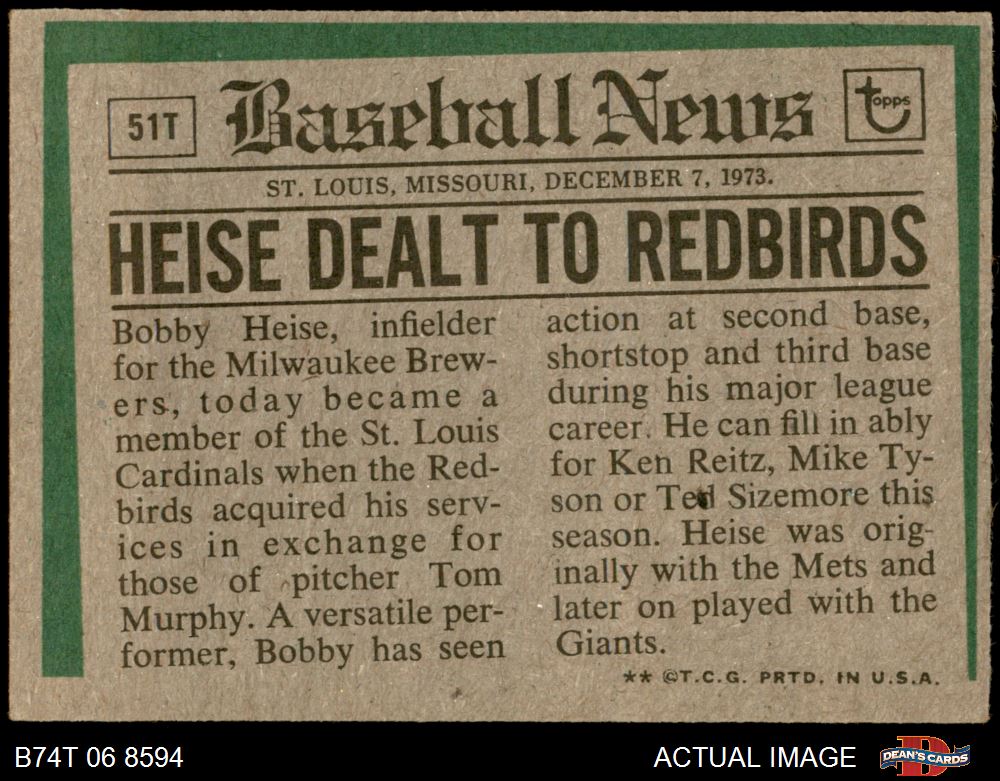 51T
Baseball News
topps
ST. LOUIS, MISSOURI, DECEMBER 7, 1973.
HEISE DEALT TO REDBIRDS
Bobby Heise, infielder
for the Milwaukee Brew-
ers, today became a
member of the St. Louis
Cardinals when the Red-
birds acquired his serv-
ices in exchange for
those of pitcher Tom
Murphy. A versatile per-
former, Bobby has seen
action at second base,
shortstop and third base
during his major league
career. He can fill in ably
for Ken Reitz, Mike Ty-
son or Ted Sizemore this
season. Heise was orig-
inally with the Mets and
later on played with the
Giants.
** ©T.C.G. PRTD. IN U.S.A.
B74T 06 8594
ACTUAL IMAGE
DEAN'S CARDS